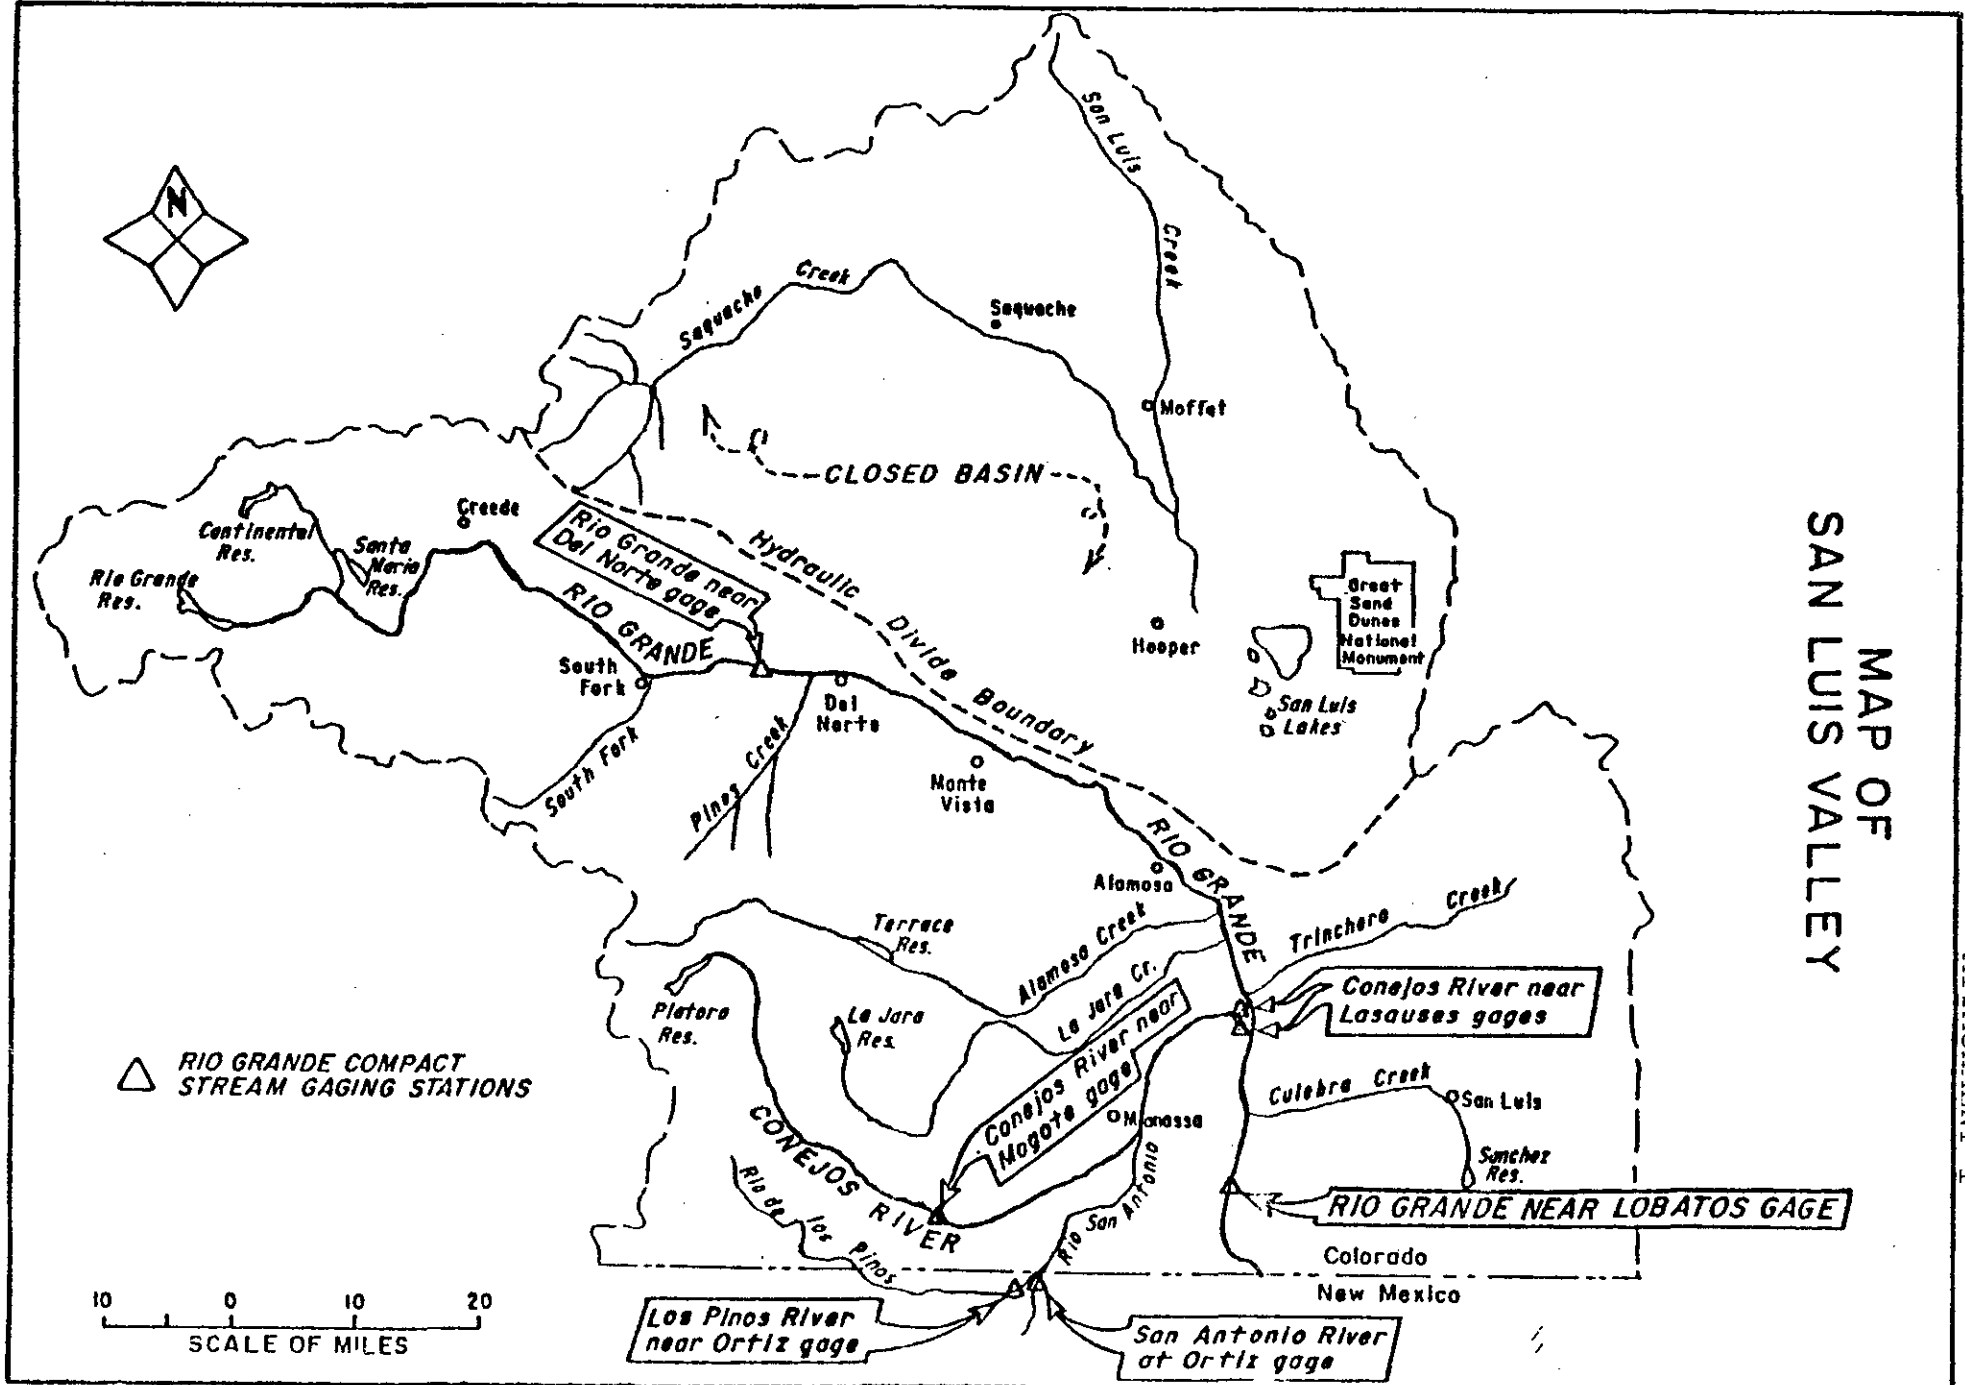 MAP OF
SAN LUIS VALLEY
N
San Luis
Creek
Saguache
Creek
Saguache
Moffet
CLOSED BASIN
Creede
Continental
Res.
Santa
Maria
Res.
Rio Grande
Res.
Rio Grande near
Del Norte gage
Hydraulic Divide Boundary
RIO GRANDE
Great
Sand
Dunes
National
Monument
Hooper
San Luis
Lakes
South
Fork
Del
Norte
South Fork
Pinos Creek
Monte
Vista
RIO GRANDE
Alamosa
Terrace
Res.
Alamosa Creek
La Jara Cr.
Trinchera Creek
Conejos River near
Lasauses gages
Platoro
Res.
La Jara
Res.
Conejos River near
Mogote gage
RIO GRANDE COMPACT
STREAM GAGING STATIONS
Culebra Creek
San Luis
Manassa
Sanchez
Res.
CONEJOS RIVER
Rio de los Pinos
Rio San Antonio
RIO GRANDE NEAR LOBATOS GAGE
Colorado
New Mexico
Los Pinos River
near Ortiz gage
San Antonio River
at Ortiz gage
10 0 10 20
SCALE OF MILES